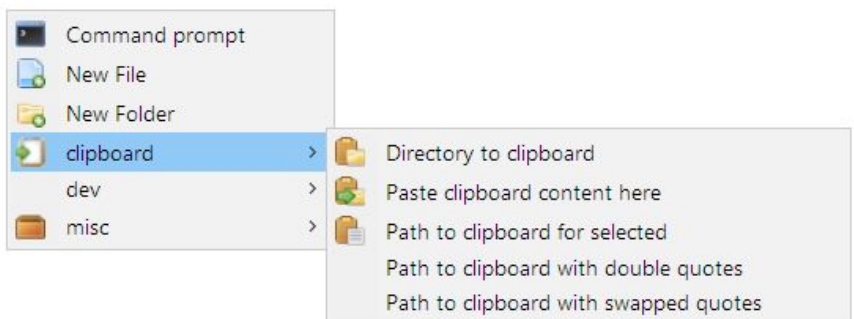 Command prompt
New File
New Folder
clipboard
dev
misc
Directory to clipboard
Paste clipboard content here
Path to clipboard for selected
Path to clipboard with double quotes
Path to clipboard with swapped quotes